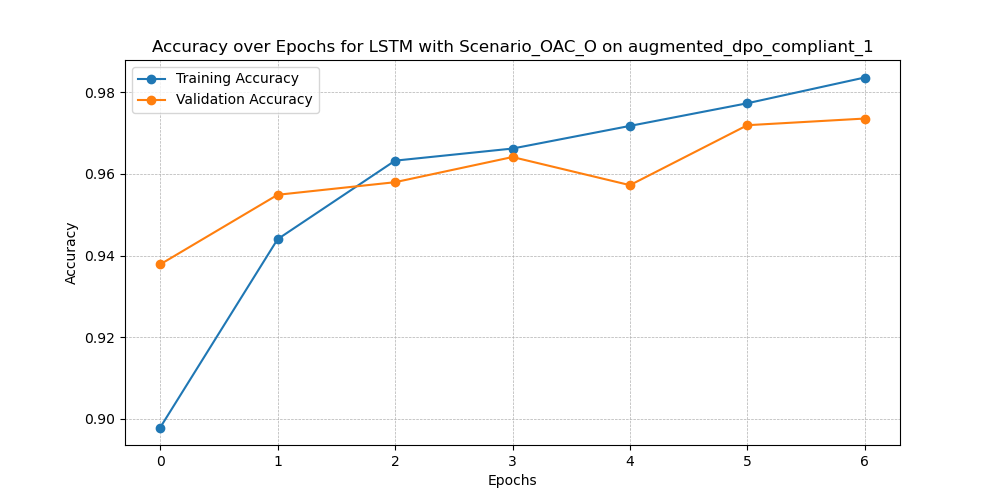 Accuracy over Epochs for LSTM with Scenario_OAC_O on augmented_dpo_compliant_1
Training Accuracy
Validation Accuracy
0.98
0.96
0.94
0.92
0.90
Accuracy
0 1 2 3 4 5 6
Epochs